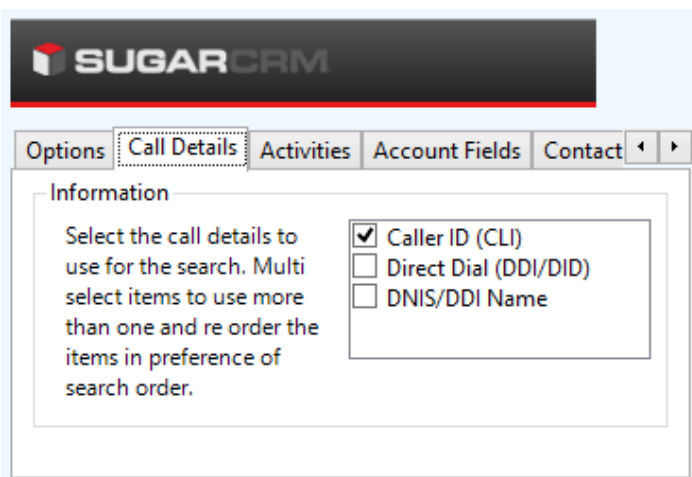 SUGARCRM.
Options Call Details Activities Account Fields Contact
Information
Select the call details to
use for the search. Multi
select items to use more
than one and re order the
items in preference of
search order.
Caller ID (CLI)
Direct Dial (DDI/DID)
DNIS/DDI Name